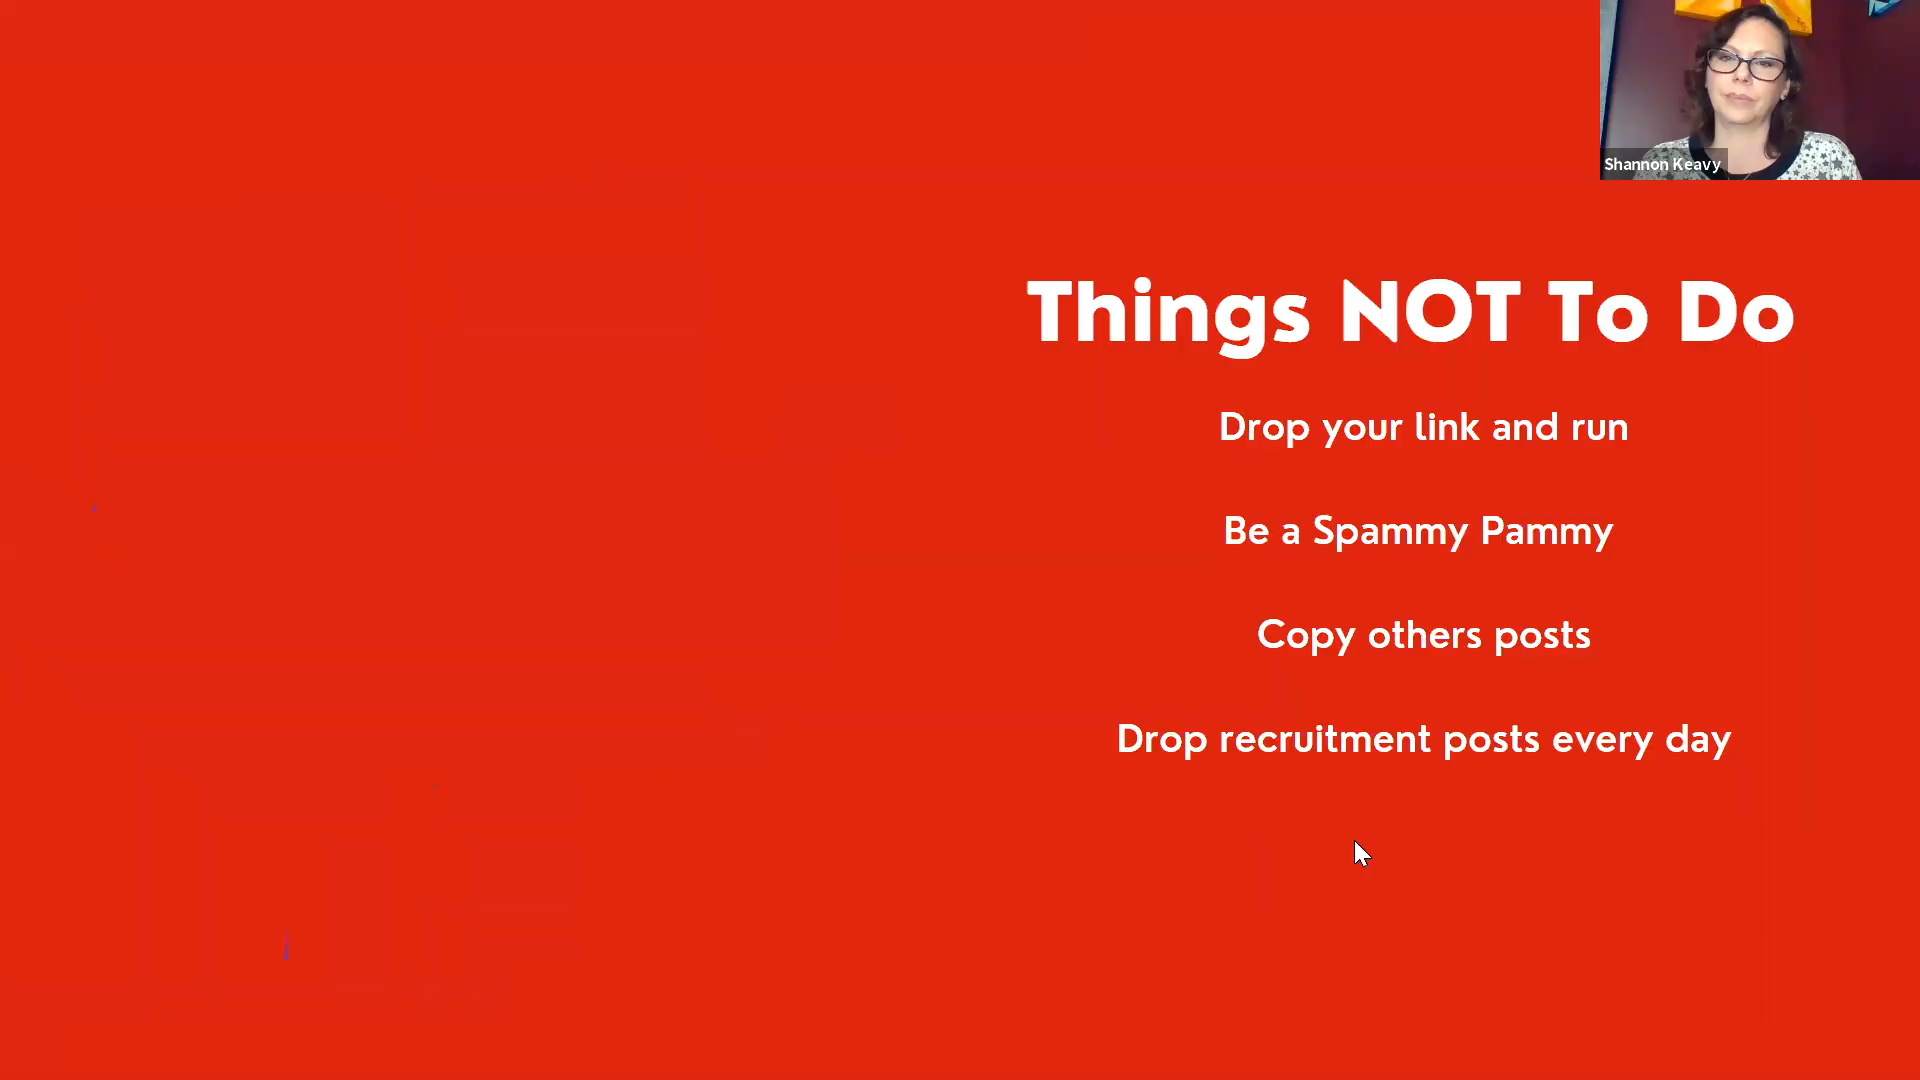 Shannon Keavy
Things NOT To Do
Drop your link and run
Be a Spammy Pammy
Copy others posts
Drop recruitment posts every day